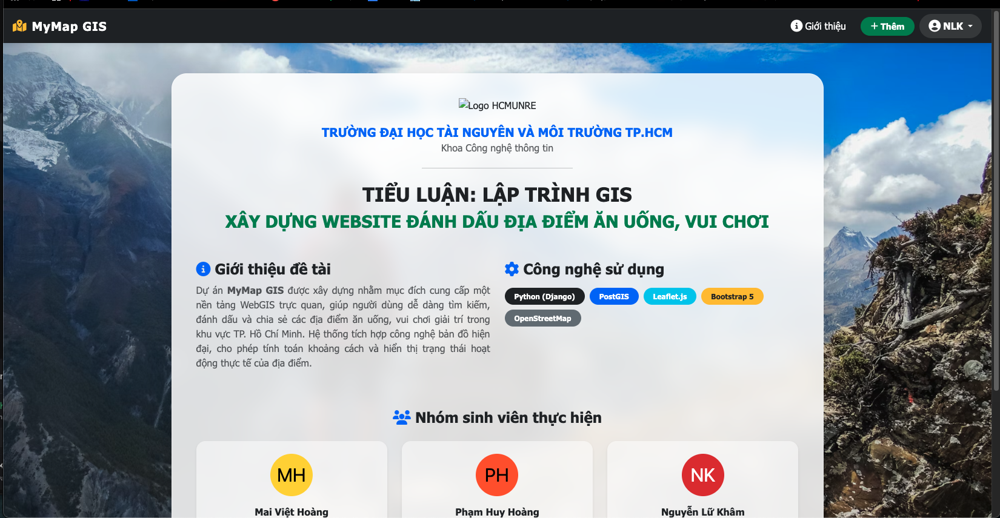 MyMap GIS
Giới thiệu
+ Thêm
NLK
Logo HCMUNRE
TRƯỜNG ĐẠI HỌC TÀI NGUYÊN VÀ MÔI TRƯỜNG TP.HCM
Khoa Công nghệ thông tin
TIỂU LUẬN: LẬP TRÌNH GIS
XÂY DỰNG WEBSITE ĐÁNH DẤU ĐỊA ĐIỂM ĂN UỐNG, VUI CHƠI
Giới thiệu đề tài
Dự án MyMap GIS được xây dựng nhằm mục đích cung cấp một
nền tảng WebGIS trực quan, giúp người dùng dễ dàng tìm kiếm,
đánh dấu và chia sẻ các địa điểm ăn uống, vui chơi giải trí trong
khu vực TP. Hồ Chí Minh. Hệ thống tích hợp công nghệ bản đồ hiện
đại, cho phép tính toán khoảng cách và hiển thị trạng thái hoạt
động thực tế của địa điểm.
Công nghệ sử dụng
Python (Django)
PostGIS
Leaflet.js
Bootstrap 5
OpenStreetMap
Nhóm sinh viên thực hiện
MH
Mai Việt Hoàng
PH
Phạm Huy Hoàng
NK
Nguyễn Lữ Khâm